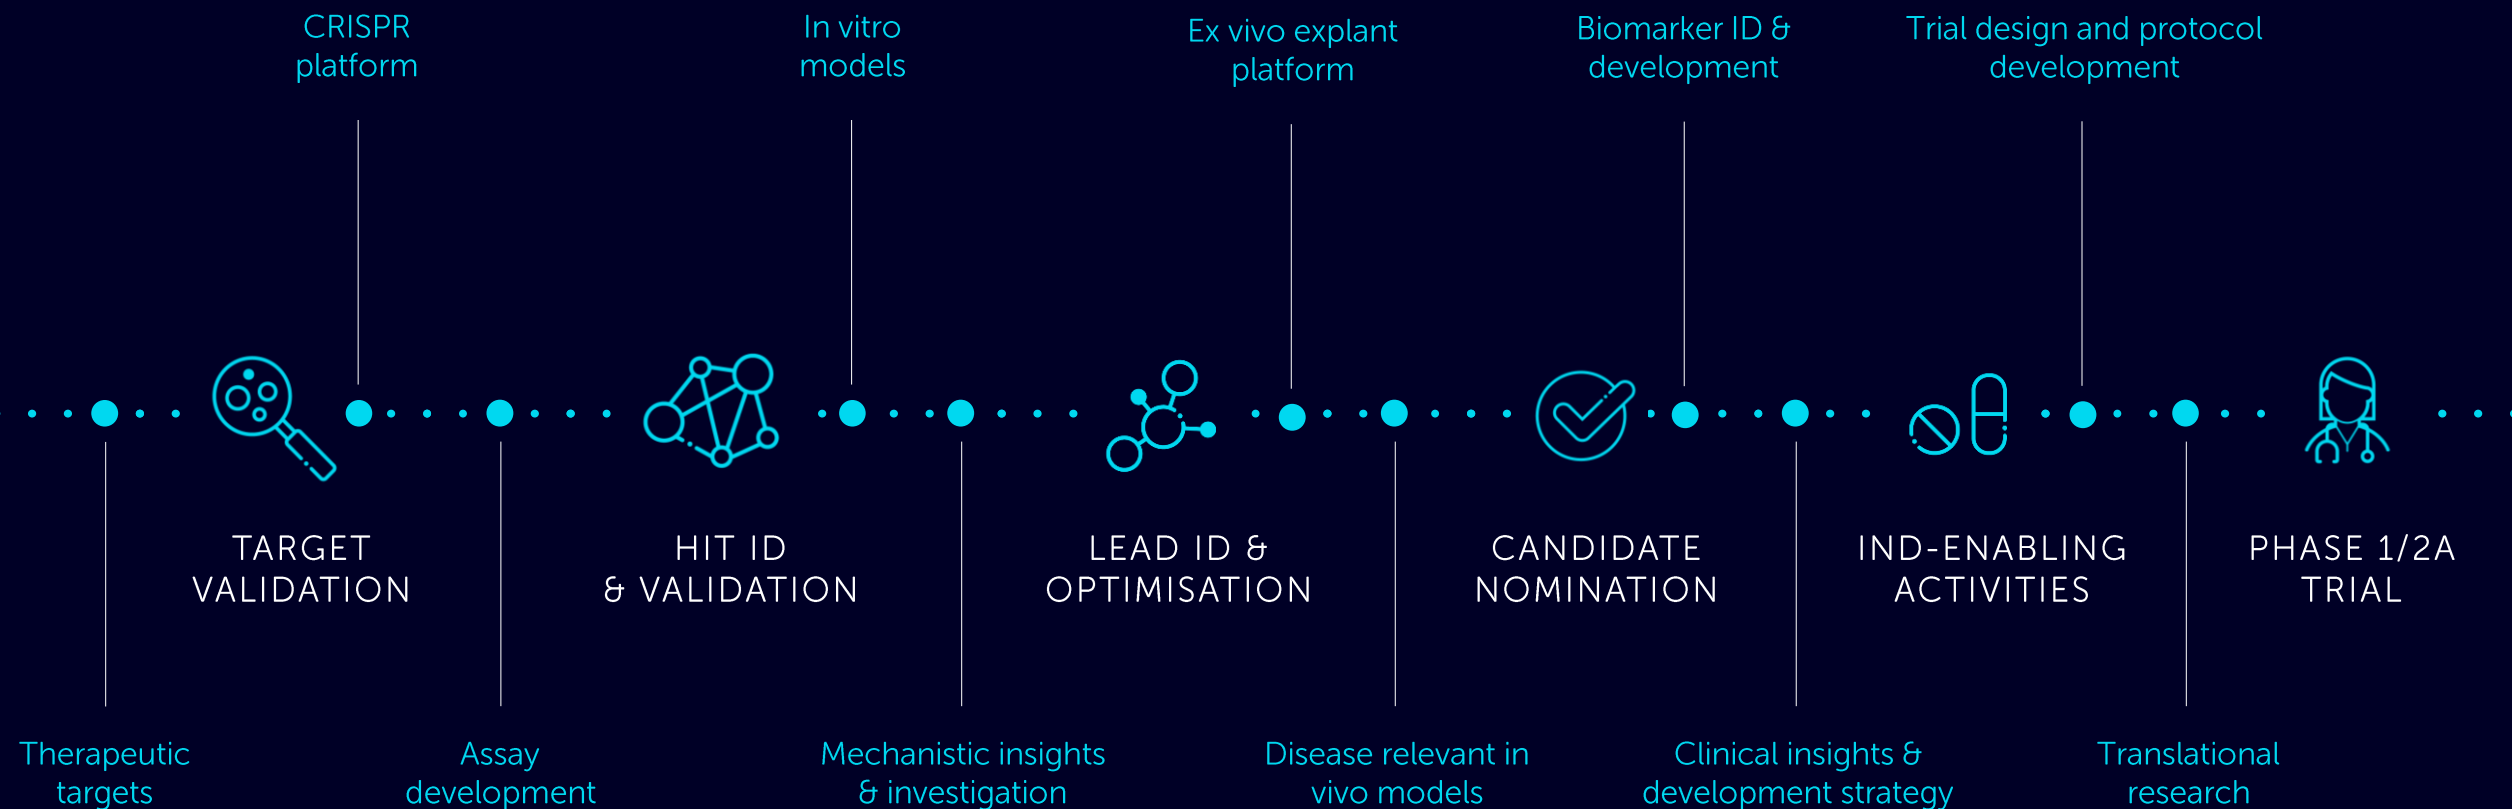 CRISPR
platform
In vitro
models
Ex vivo explant
platform
Biomarker ID &
development
Trial design and protocol
development
TARGET
VALIDATION
HIT ID
& VALIDATION
LEAD ID &
OPTIMISATION
CANDIDATE
NOMINATION
IND-ENABLING
ACTIVITIES
PHASE 1/2A
TRIAL
Therapeutic
targets
Assay
development
Mechanistic insights
& investigation
Disease relevant in
vivo models
Clinical insights &
development strategy
Translational
research